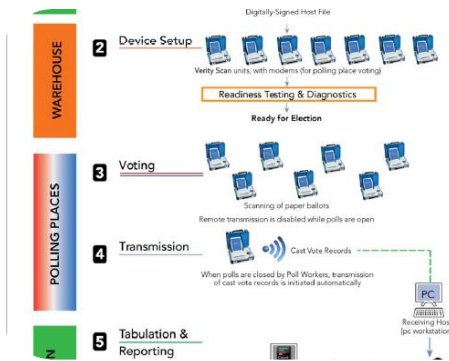 Digitally-Signed Host File
WAREHOUSE
2 Device Setup
Verity Scan units, with modems (for polling place voting)
Readiness Testing & Diagnostics
Ready for Election
POLLING PLACES
3 Voting
Scanning of paper ballots
Remote transmission is disabled while polls are open
4 Transmission
Cast Vote Records
When polls are closed by Poll Workers, transmission
of cast vote records is initiated automatically
PC
Receiving Host
[pc workstation
5 Tabulation &
Reporting
N